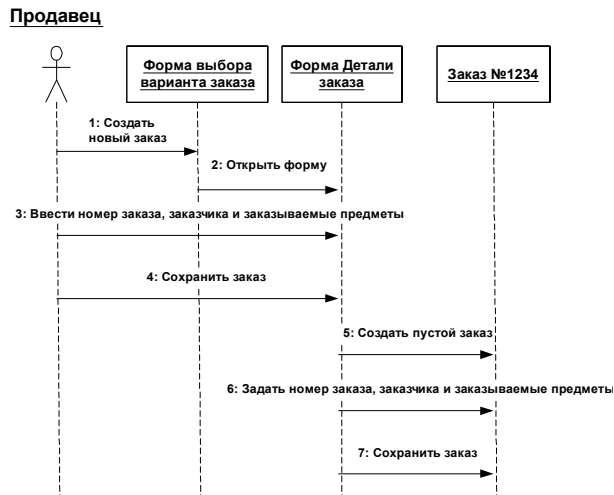 Продавец
Форма выбора
варианта заказа
Форма Детали
заказа
Заказ №1234
1: Создать
новый заказ
2: Открыть форму
3: Ввести номер заказа, заказчика и заказываемые предметы
4: Сохранить заказ
5: Создать пустой заказ
6: Задать номер заказа, заказчика и заказываемые предметы
7: Сохранить заказ